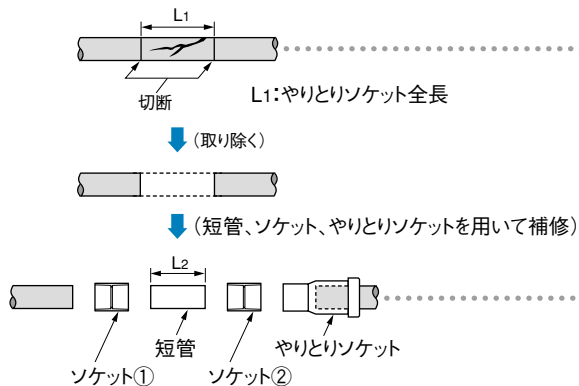 L1
切断
L1:やりとりソケット全長
(取り除く)
(短管、ソケット、やりとりソケットを用いて補修)
L2
短管
やりとりソケット
ソケット①
ソケット②